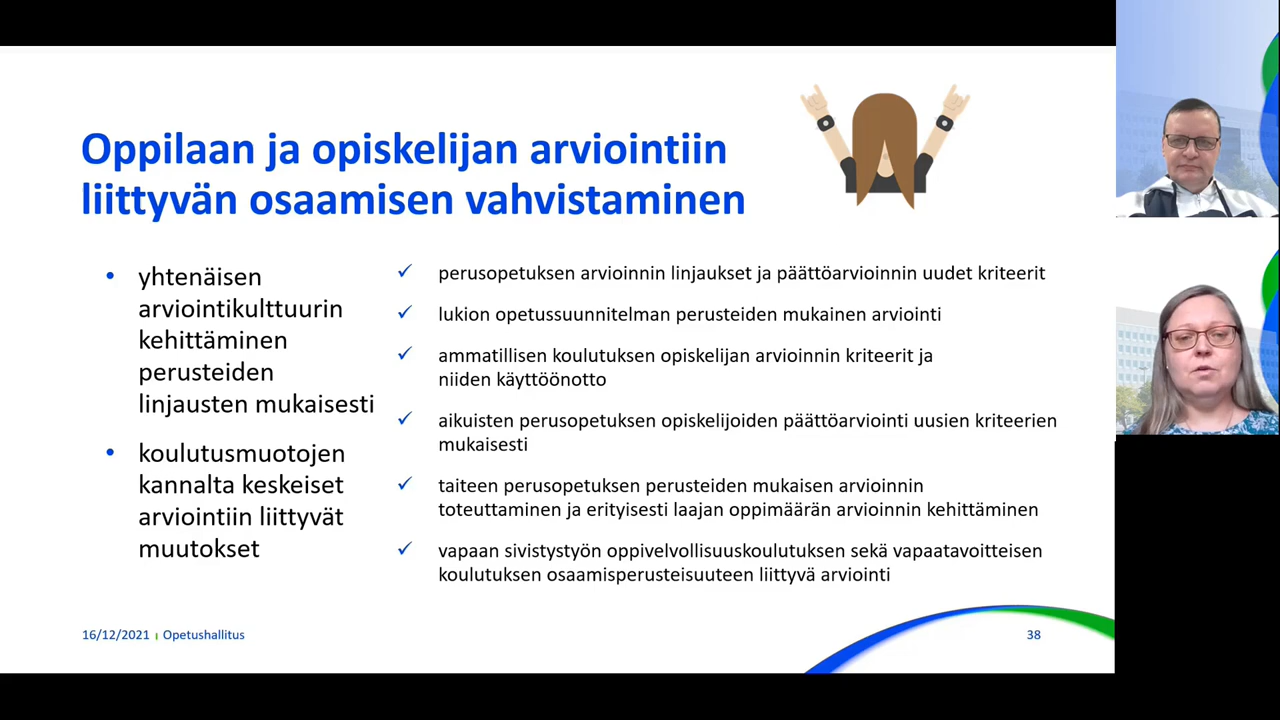 Oppilaan ja opiskelijan arviointiin
liittyvän osaamisen vahvistaminen
• yhtenäisen
arviointikulttuurin
kehittäminen
perusteiden
linjausten mukaisesti
• koulutusmuotojen
kannalta keskeiset
arviointiin liittyvät
muutokset
✓ perusopetuksen arvioinnin linjaukset ja päättöarvioinnin uudet kriteerit
✓ lukion opetussuunnitelman perusteiden mukainen arviointi
✓ ammatillisen koulutuksen opiskelijan arvioinnin kriteerit ja
niiden käyttöönotto
✓ aikuisten perusopetuksen opiskelijoiden päättöarviointi uusien kriteerien
mukaisesti
✓ taiteen perusopetuksen perusteiden mukaisen arvioinnin
toteuttaminen ja erityisesti laajan oppimäärän arvioinnin kehittäminen
✓ vapaan sivistystyön oppivelvollisuuskoulutuksen sekä vapaatavoitteisen
koulutuksen osaamisperusteisuuteen liittyvä arviointi
16/12/2021 ı Opetushallitus
38